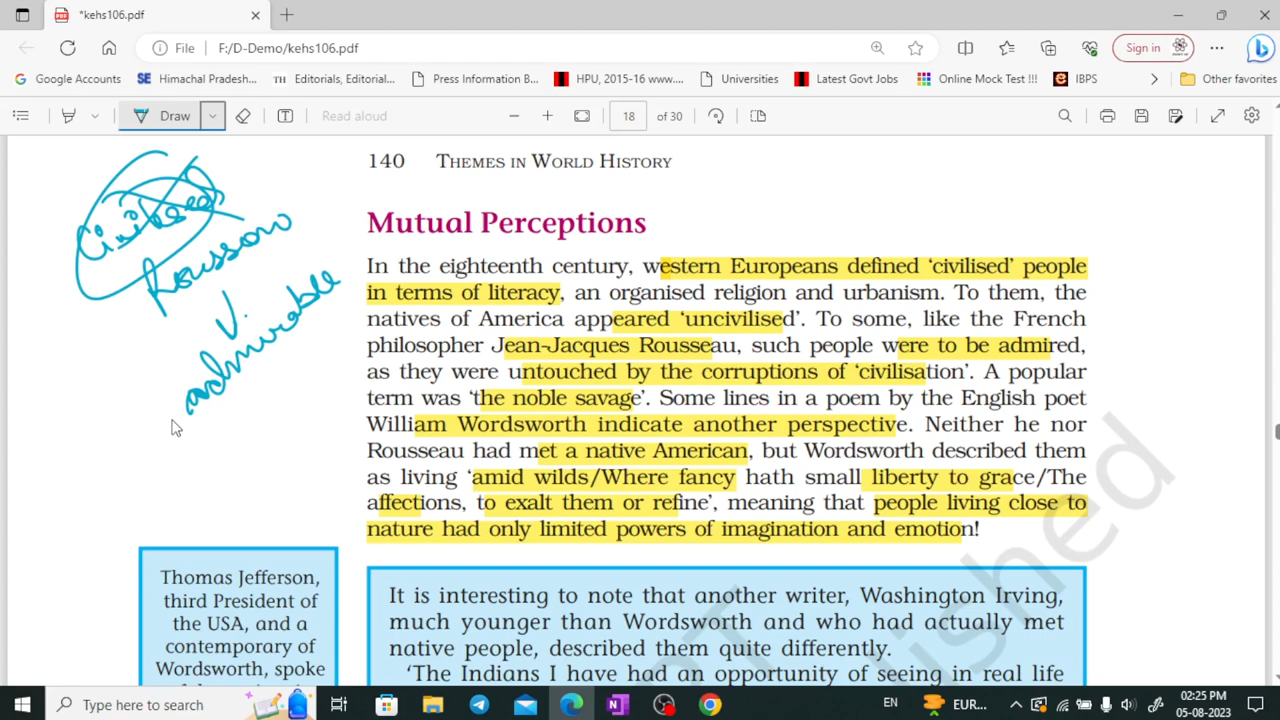 *kehs106.pdf
File F:/D-Demo/kehs106.pdf Sign in
Google Accounts SE Himachal Pradesh... TH Editorials, Editorial... Press Information B... HPU, 2015-16 www.... Universities Latest Govt Jobs Online Mock Test !!! IBPS Other favorites
Draw Read aloud 18 of 30
140 THEMES IN WORLD HISTORY
Civilised
Roussow
V.
admirable
Mutual Perceptions
In the eighteenth century, western Europeans defined ‘civilised’ people
in terms of literacy, an organised religion and urbanism. To them, the
natives of America appeared ‘uncivilised’. To some, like the French
philosopher Jean-Jacques Rousseau, such people were to be admired,
as they were untouched by the corruptions of ‘civilisation’. A popular
term was ‘the noble savage’. Some lines in a poem by the English poet
William Wordsworth indicate another perspective. Neither he nor
Rousseau had met a native American, but Wordsworth described them
as living ‘amid wilds/Where fancy hath small liberty to grace/The
affections, to exalt them or refine’, meaning that people living close to
nature had only limited powers of imagination and emotion!
Thomas Jefferson,
third President of
the USA, and a
contemporary of
Wordsworth, spoke
It is interesting to note that another writer, Washington Irving,
much younger than Wordsworth and who had actually met
native people, described them quite differently.
‘The Indians I have had an opportunity of seeing in real life
Type here to search EN EUR... 02:25 PM
05-08-2023